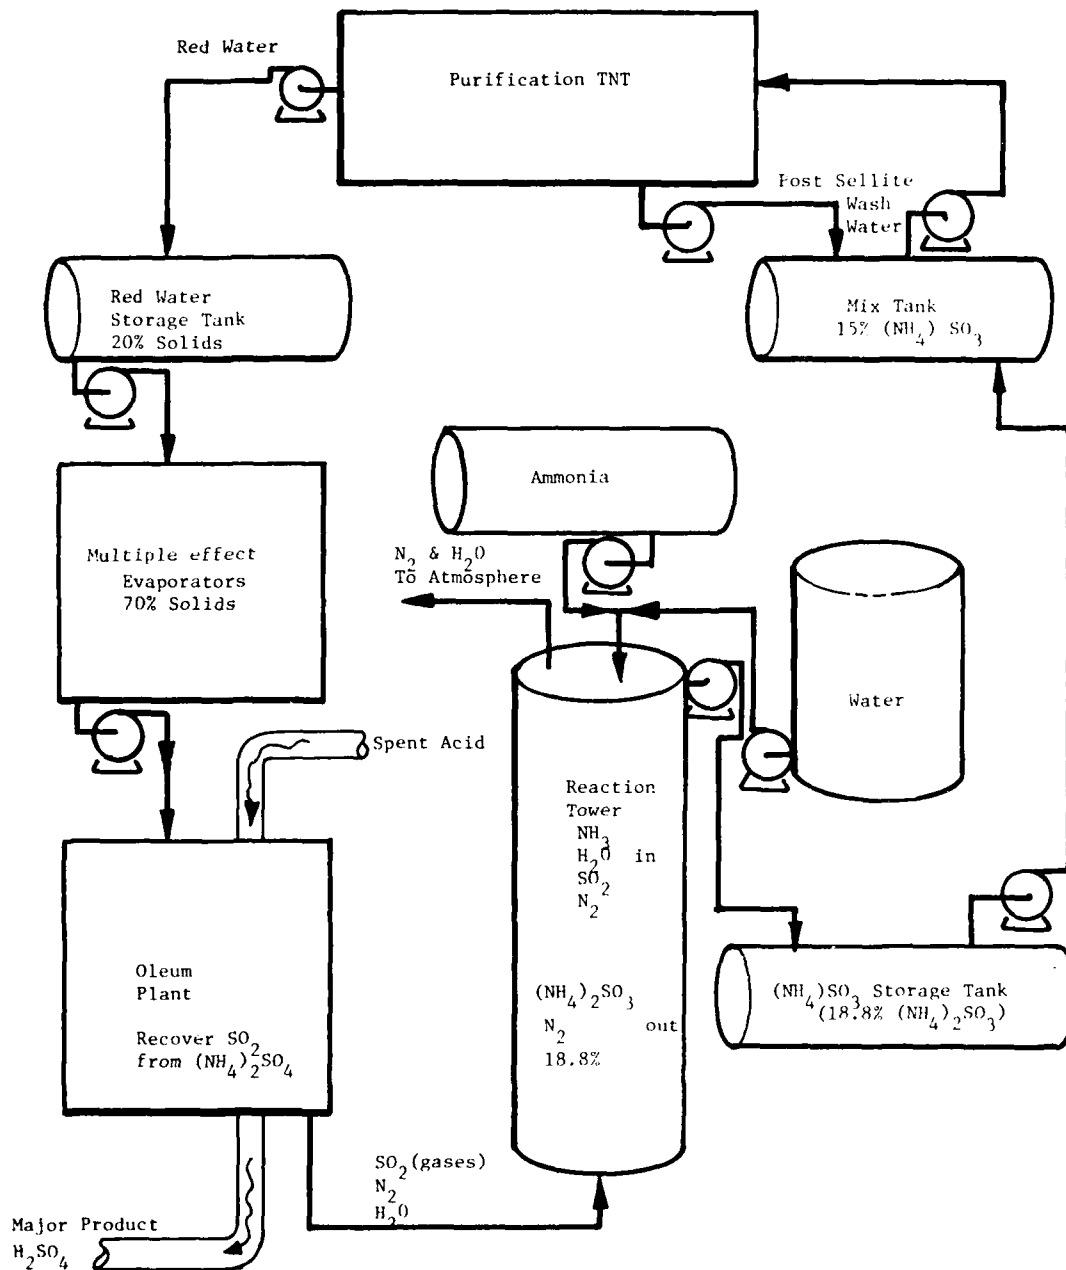 Red Water
Purification TNT
Post Sellite
Wash
Water
Red Water
Storage Tank
20% Solids
Mix Tank
15% (NH₄) SO₃
Ammonia
Multiple effect
Evaporators
70% Solids
N₂ & H₂O
To Atmosphere
Water
Spent Acid
Reaction
Tower
NH₃
H₂O in
SO₂
N₂
Oleum
Plant
Recover SO₂
from (NH₄)₂SO₄
(NH₄)₂SO₃
N₂ out
18.8%
(NH₄)SO₃ Storage Tank
(18.8% (NH₄)₂SO₃)
SO₂(gases)
N₂
H₂O
Major Product
H₂SO₄